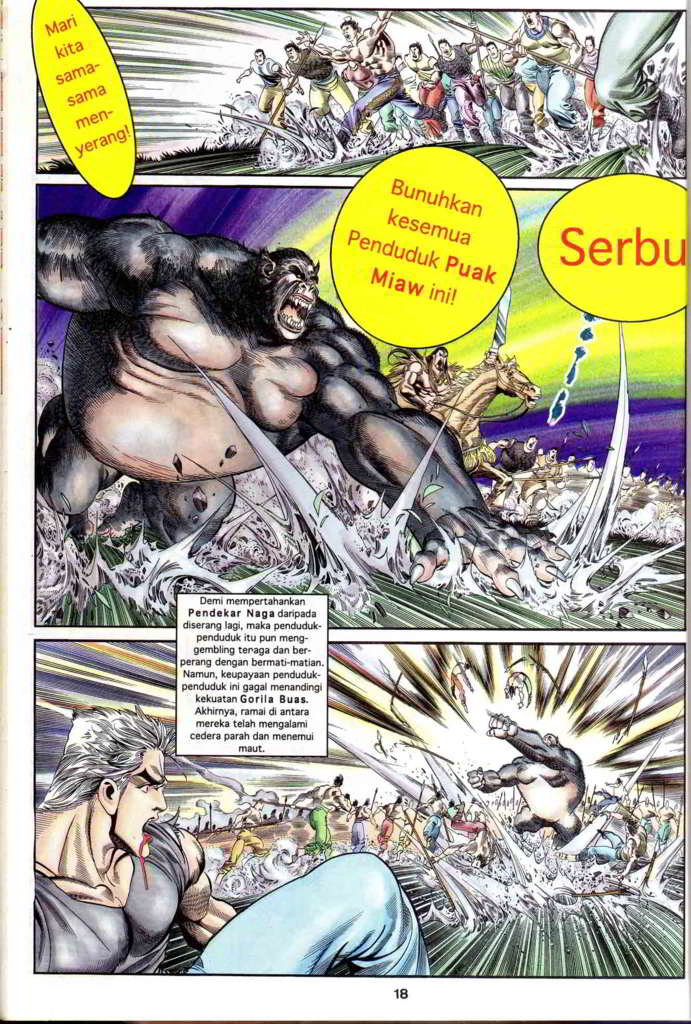 Mari
kita
sama-
sama
men-
yerang!
Bunuhkan
kesemua
Penduduk Puak
Miaw ini!
Serbu
Demi mempertahankan
Pendekar Naga daripada
diserang lagi, maka penduduk-
penduduk itu pun meng-
gembling tenaga dan ber-
perang dengan bermati-matian.
Namun, keupayaan penduduk-
penduduk ini gagal menandingi
kekuatan Gorila Buas.
Akhirnya, ramai di antara
mereka telah mengalami
cedera parah dan menemui
maut.
18